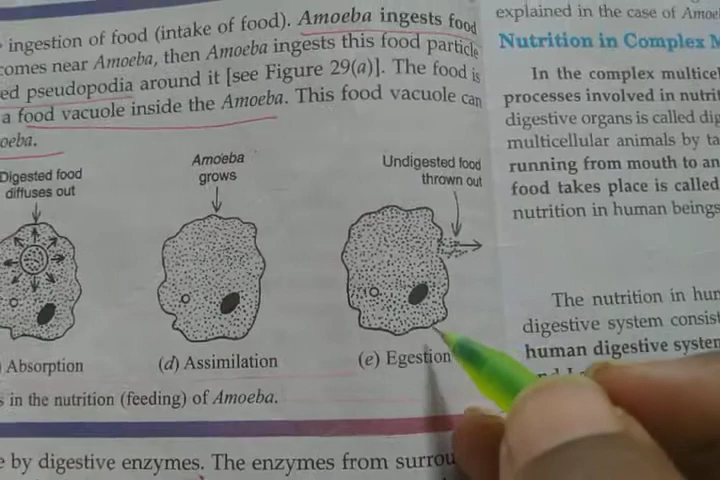 ingestion of food (intake of food). Amoeba ingests food
comes near Amoeba, then Amoeba ingests this food particle
ed pseudopodia around it [see Figure 29(a)]. The food is
a food vacuole inside the Amoeba. This food vacuole can
oeba.
Digested food
diffuses out
Amoeba
grows
Undigested food
thrown out
Absorption
(d) Assimilation
(e) Egestion
s in the nutrition (feeding) of Amoeba.
e by digestive enzymes. The enzymes from surrou
explained in the case of Amoe
Nutrition in Complex M
In the complex multicel
processes involved in nutrit
digestive organs is called dig
multicellular animals by ta
running from mouth to an
food takes place is called
nutrition in human beings
The nutrition in hur
digestive system consist
human digestive system